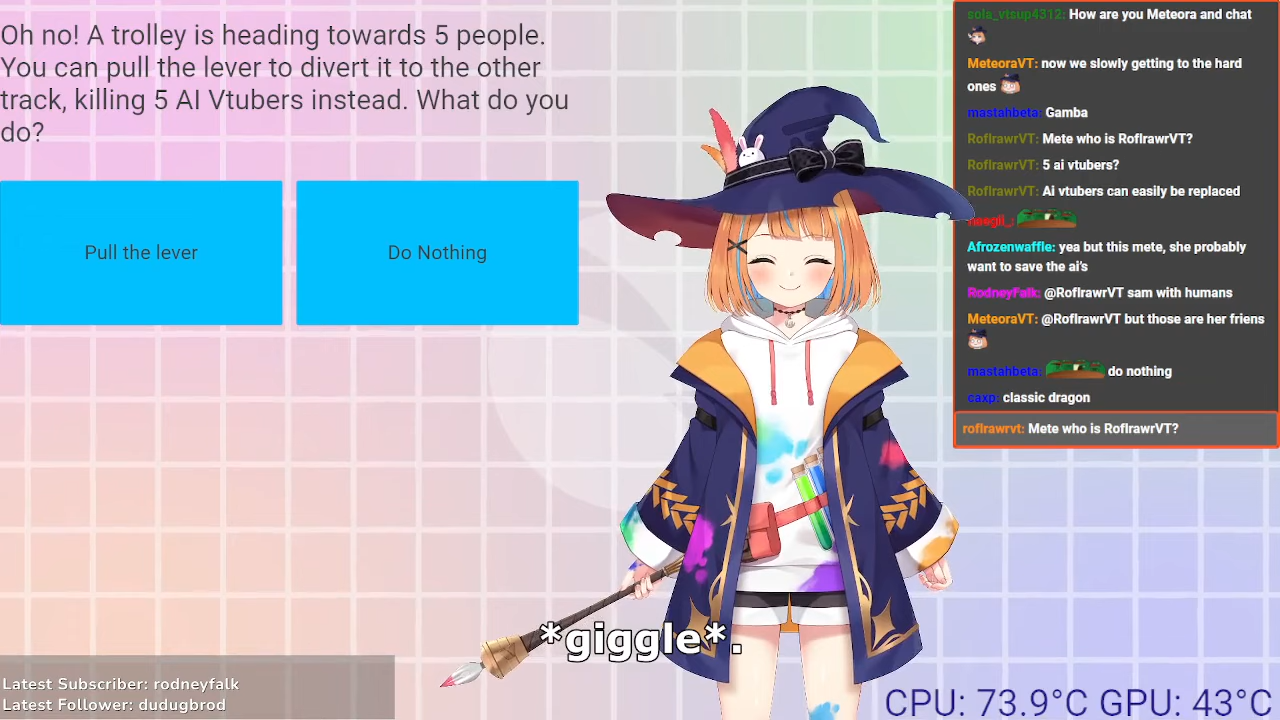 Oh no! A trolley is heading towards 5 people.
You can pull the lever to divert it to the other
track, killing 5 AI Vtubers instead. What do you
do?
Pull the lever
Do Nothing
sola_vtsup4312: How are you Meteora and chat
MeteoraVT: now we slowly getting to the hard
ones
mastahbeta: Gamba
RoflrawrVT: Mete who is RoflrawrVT?
RoflrawrVT: 5 ai vtubers?
RoflrawrVT: Ai vtubers can easily be replaced
Afrozenwaffle: yea but this mete, she probably
want to save the ai's
RodneyFalk: @RoflrawrVT sam with humans
MeteoraVT: @RoflrawrVT but those are her friens
mastahbeta: do nothing
caxp: classic dragon
roflrawrvt: Mete who is RoflrawrVT?
*giggle*.
Latest Subscriber: rodneyfalk
Latest Follower: dudugbrod
CPU: 73.9°C GPU: 43°C